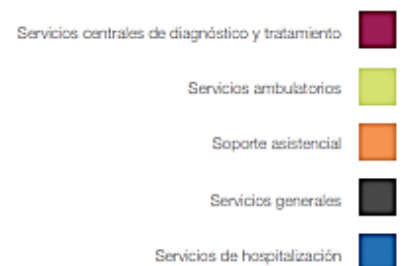 Servicios centrales de diagnóstico y tratamiento
Servicios ambulatorios
Soporte asistencial
Servicios generales
Servicios de hospitalización